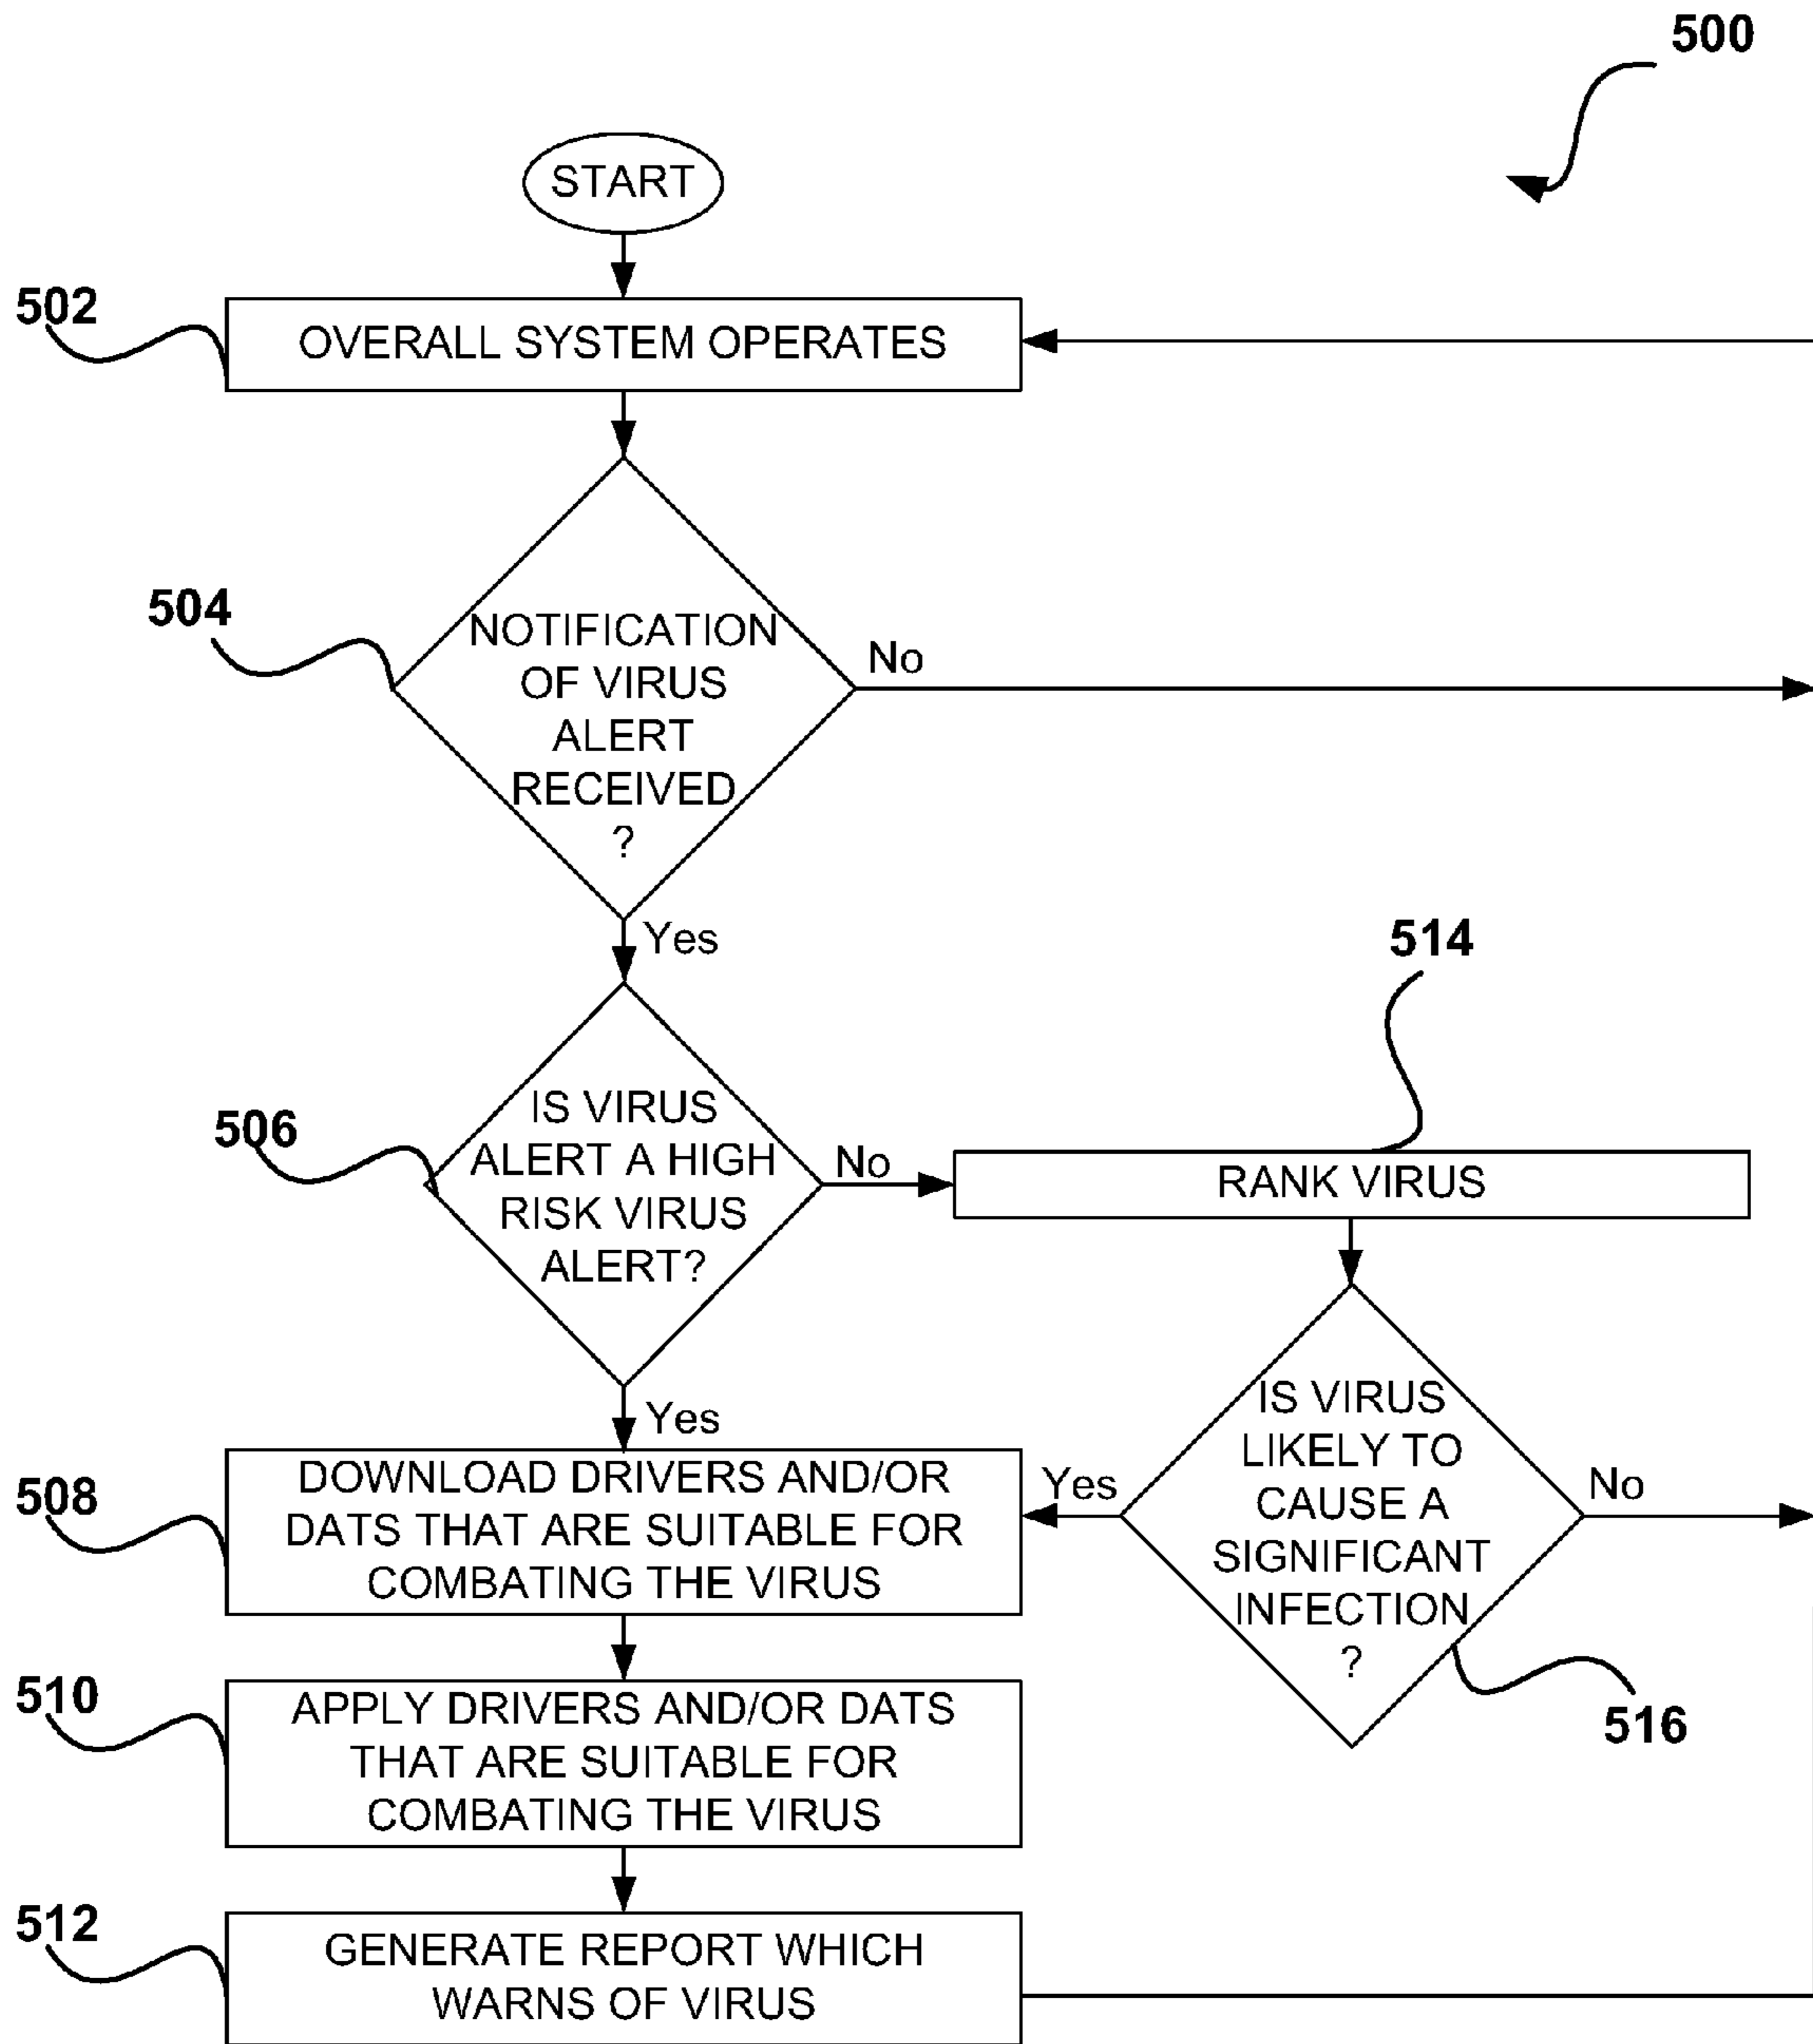 500
START
502
OVERALL SYSTEM OPERATES
504
NOTIFICATION
OF VIRUS
ALERT
RECEIVED
?
No
Yes
506
IS VIRUS
ALERT A HIGH
RISK VIRUS
ALERT?
No
514
RANK VIRUS
Yes
508
DOWNLOAD DRIVERS AND/OR
DATS THAT ARE SUITABLE FOR
COMBATING THE VIRUS
Yes
IS VIRUS
LIKELY TO
CAUSE A
SIGNIFICANT
INFECTION
?
No
516
510
APPLY DRIVERS AND/OR DATS
THAT ARE SUITABLE FOR
COMBATING THE VIRUS
512
GENERATE REPORT WHICH
WARNS OF VIRUS